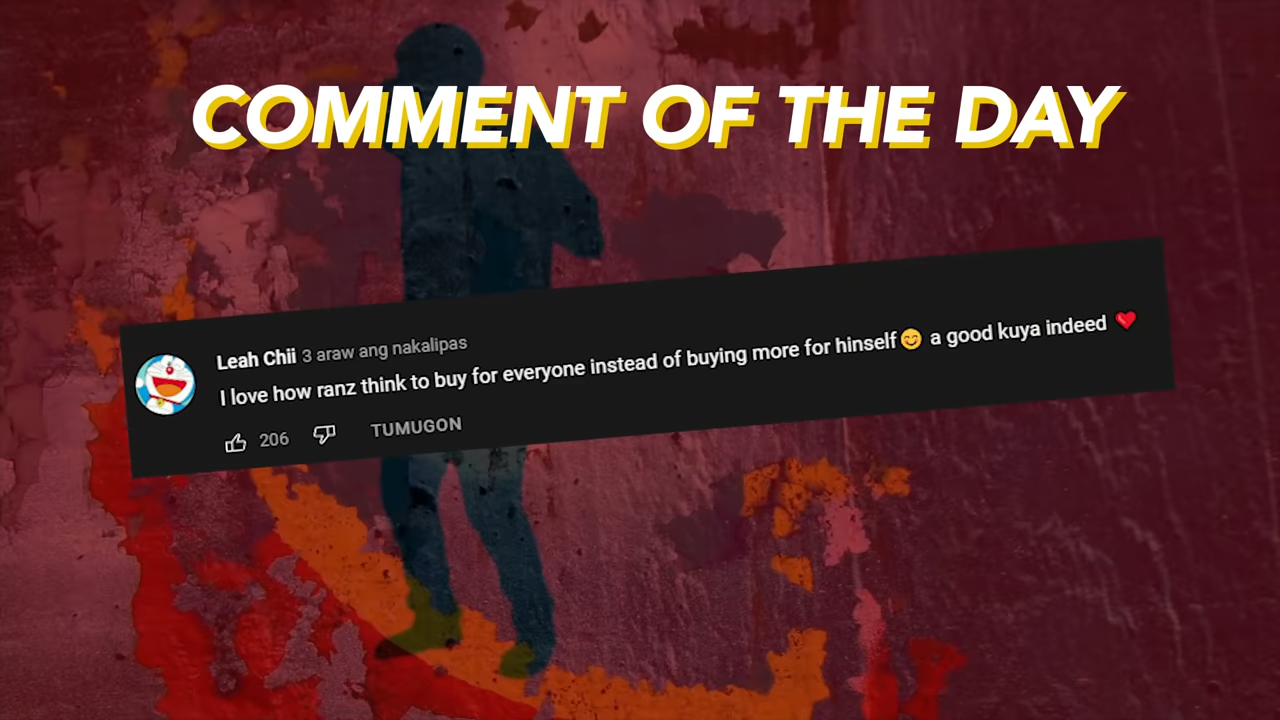 COMMENT OF THE DAY
Leah Chii 3 araw ang nakalipas
I love how ranz think to buy for everyone instead of buying more for hinself😊 a good kuya indeed ❤️
206 TUMUGON